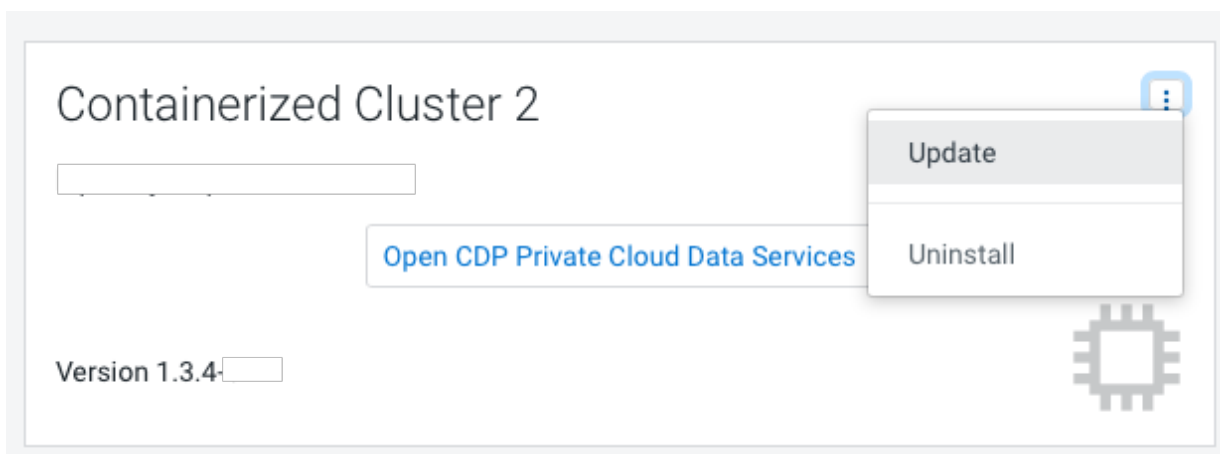 Containerized Cluster 2
Update
Open CDP Private Cloud Data Services
Uninstall
Version 1.3.4-